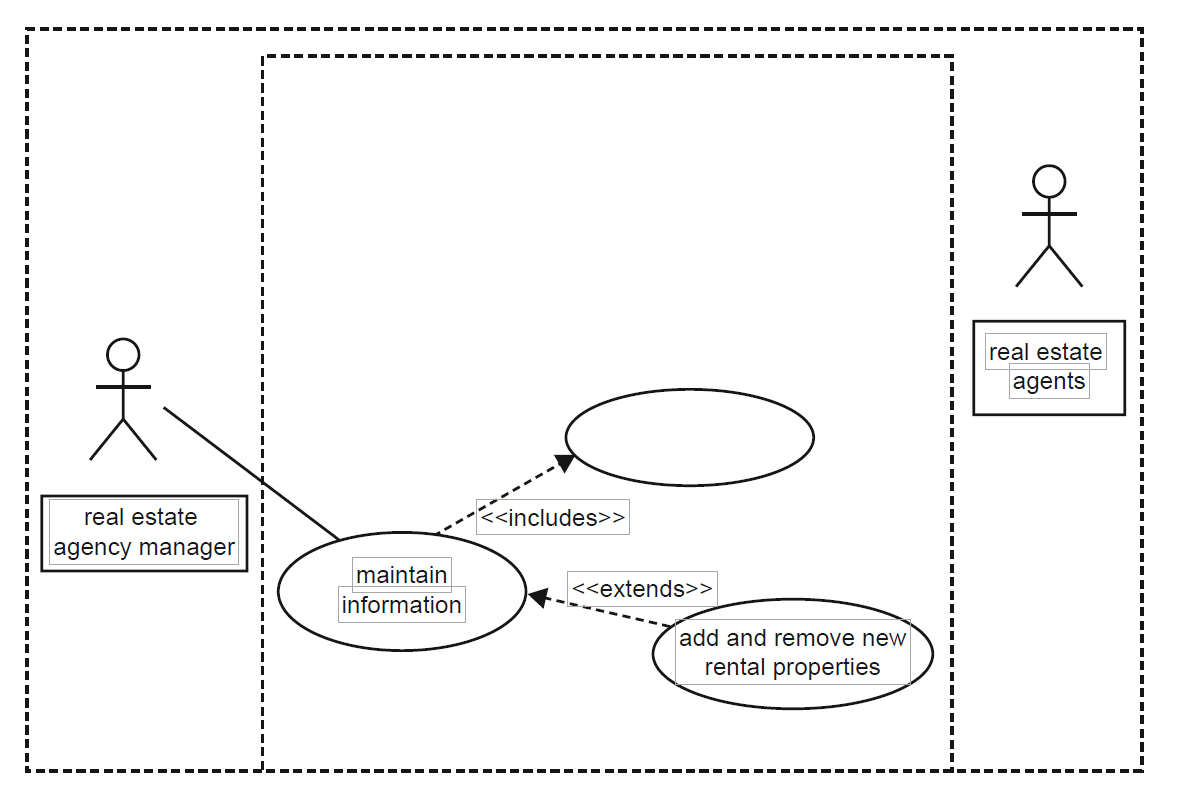 real estate
agents
real estate
agency manager
<<includes>>
maintain
information
<<extends>>
add and remove new
rental properties